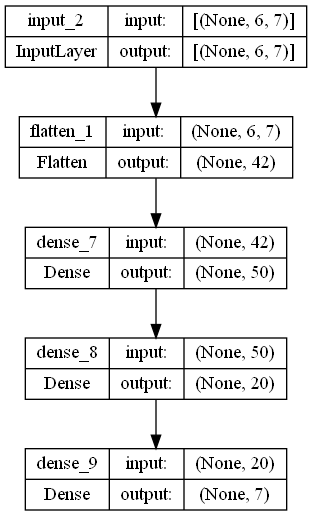 input_2 input: [(None, 6, 7)]
InputLayer output: [(None, 6, 7)]
flatten_1 input: (None, 6, 7)
Flatten output: (None, 42)
dense_7 input: (None, 42)
Dense output: (None, 50)
dense_8 input: (None, 50)
Dense output: (None, 20)
dense_9 input: (None, 20)
Dense output: (None, 7)